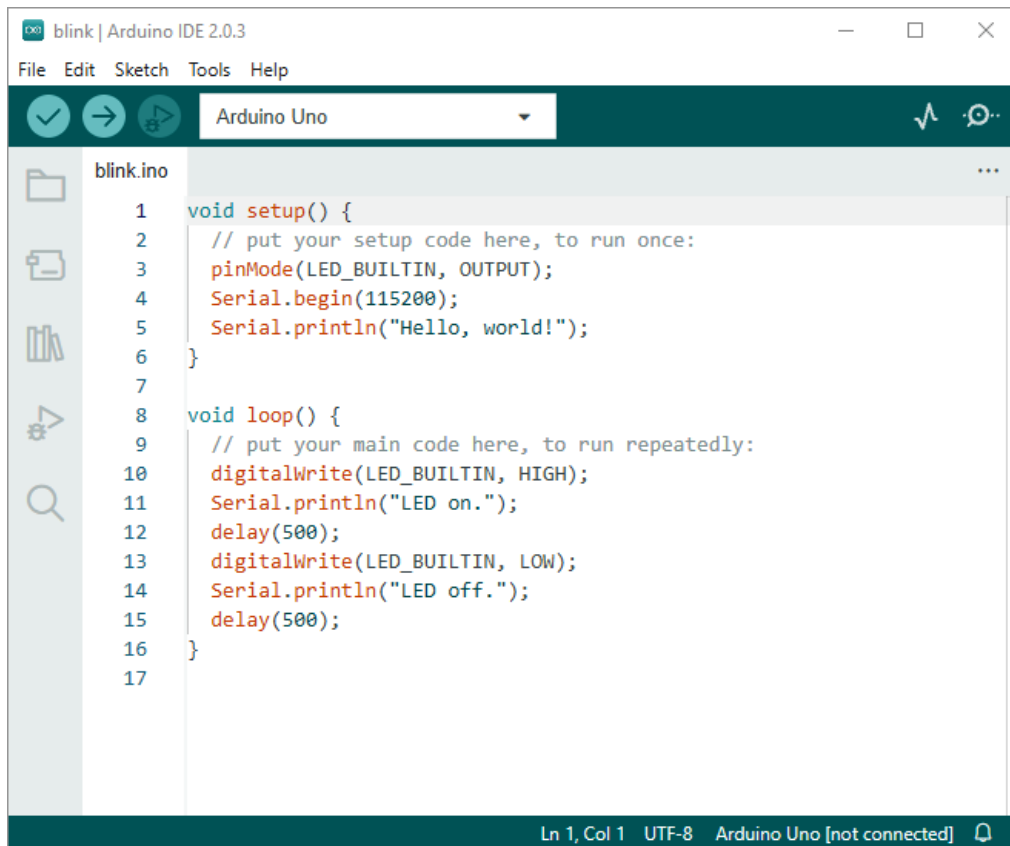 blink | Arduino IDE 2.0.3
File Edit Sketch Tools Help
Arduino Uno
blink.ino
1 void setup() {
2   // put your setup code here, to run once:
3   pinMode(LED_BUILTIN, OUTPUT);
4   Serial.begin(115200);
5   Serial.println("Hello, world!");
6 }
7
8 void loop() {
9   // put your main code here, to run repeatedly:
10   digitalWrite(LED_BUILTIN, HIGH);
11   Serial.println("LED on.");
12   delay(500);
13   digitalWrite(LED_BUILTIN, LOW);
14   Serial.println("LED off.");
15   delay(500);
16 }
17
Ln 1, Col 1 UTF-8 Arduino Uno [not connected]